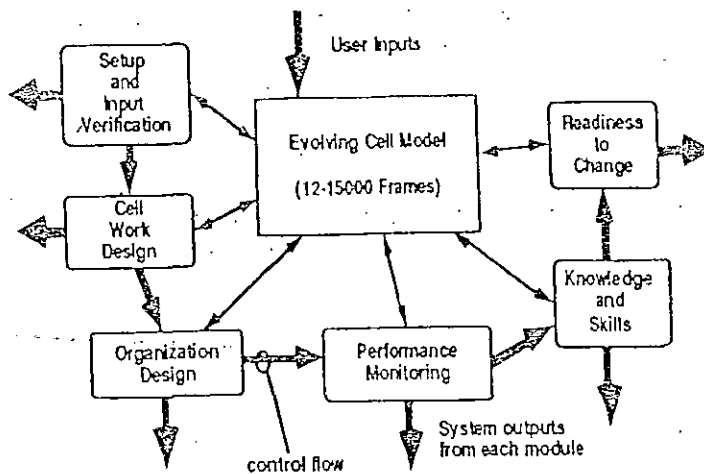 User Inputs
Setup
and
Input
Verification
Evolving Cell Model
(12-15000 Frames)
Readiness
to
Change
Cell
Work
Design
Knowledge
and
Skills
Organization
Design
Performance
Monitoring
control flow
System outputs
from each module